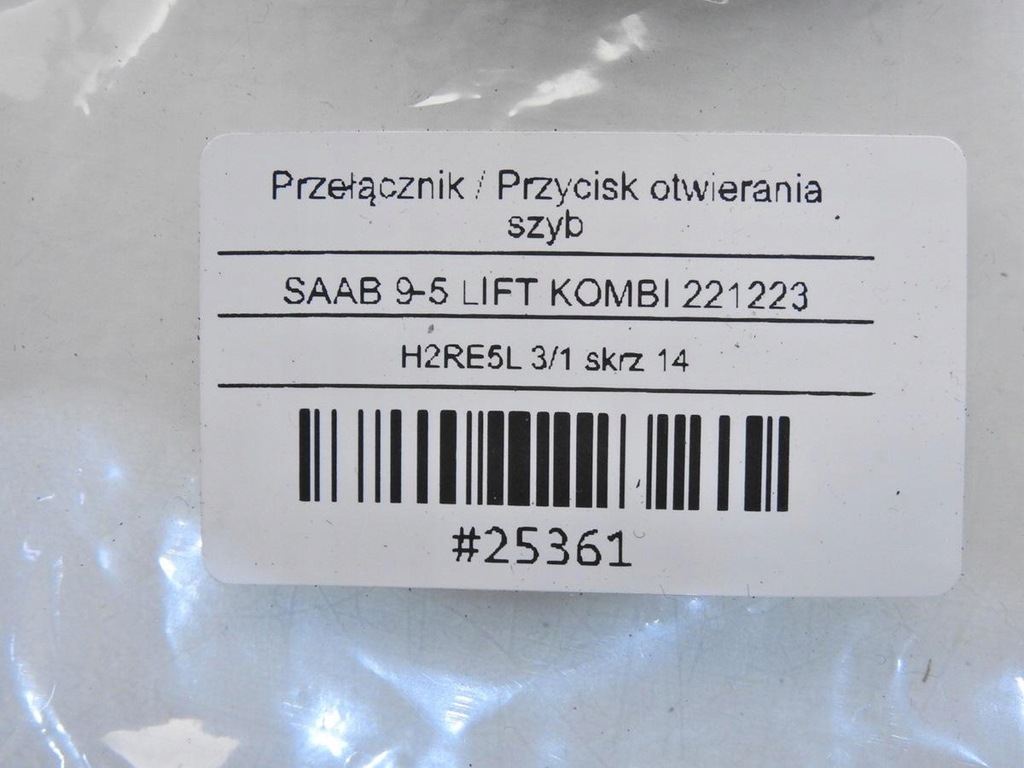 Przełącznik / Przycisk otwierania
szyb
SAAB 9-5 LIFT KOMBI 221223
H2RE5L 3/1 skrz 14
#25361